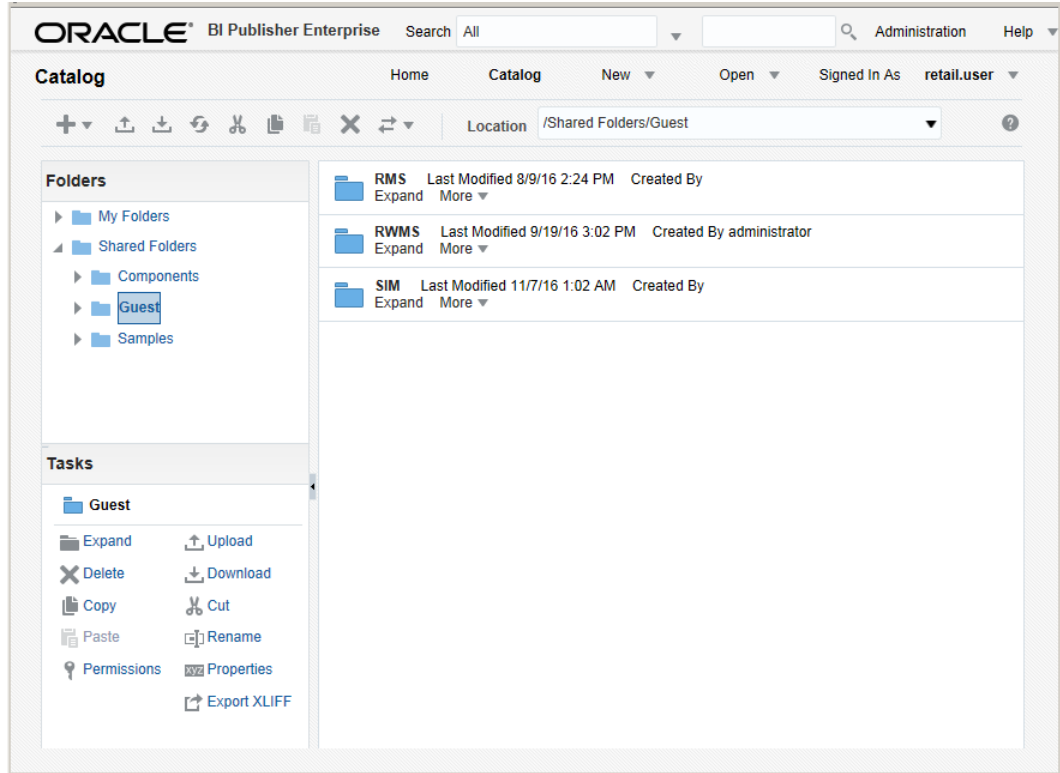 ORACLE BI Publisher Enterprise Search All Administration Help
Catalog Home Catalog New Open Signed In As retail.user
Location /Shared Folders/Guest
Folders
My Folders
Shared Folders
Components
Guest
Samples
RMS Last Modified 8/9/16 2:24 PM Created By
Expand More
RWMS Last Modified 9/19/16 3:02 PM Created By administrator
Expand More
SIM Last Modified 11/7/16 1:02 AM Created By
Expand More
Tasks
Guest
Expand Upload
Delete Download
Copy Cut
Paste Rename
Permissions xyz Properties
Export XLIFF